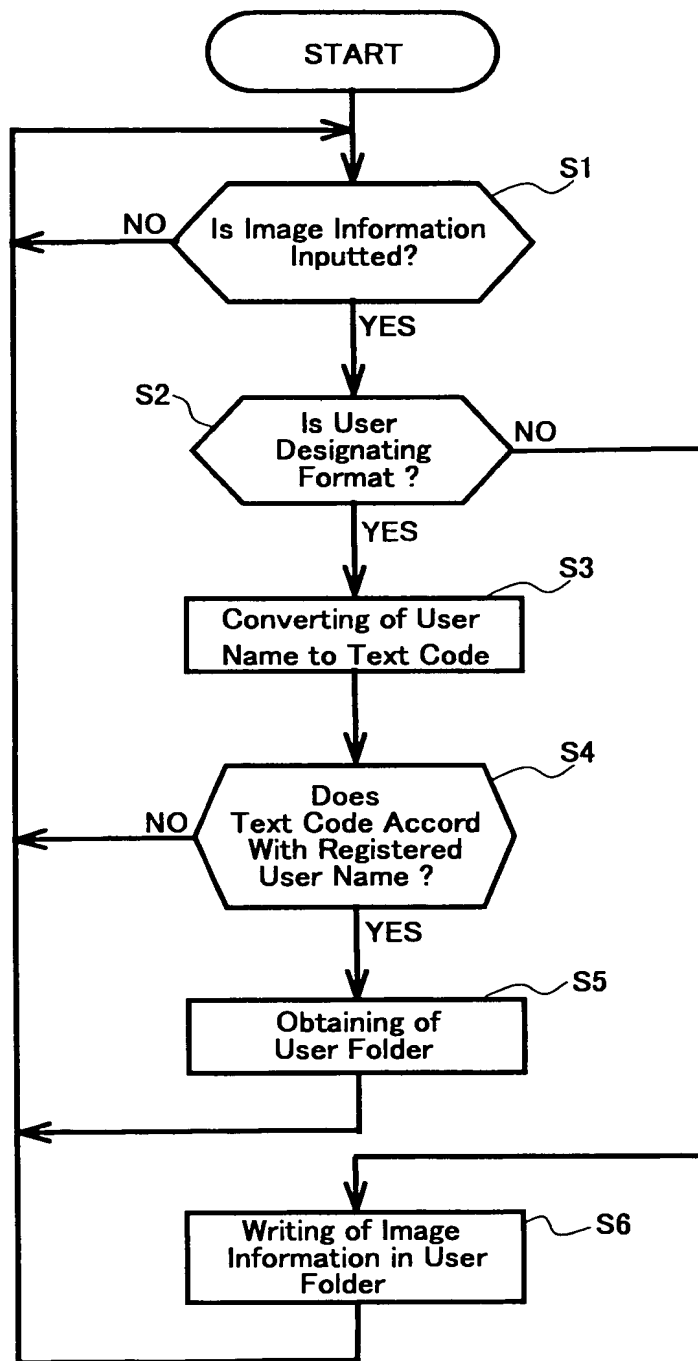 START
S1
NO
Is Image Information
Inputted?
YES
S2
Is User
Designating
Format ?
NO
YES
S3
Converting of User
Name to Text Code
S4
Does
Text Code Accord
With Registered
User Name ?
NO
YES
S5
Obtaining of
User Folder
Writing of Image
Information in User
Folder
S6